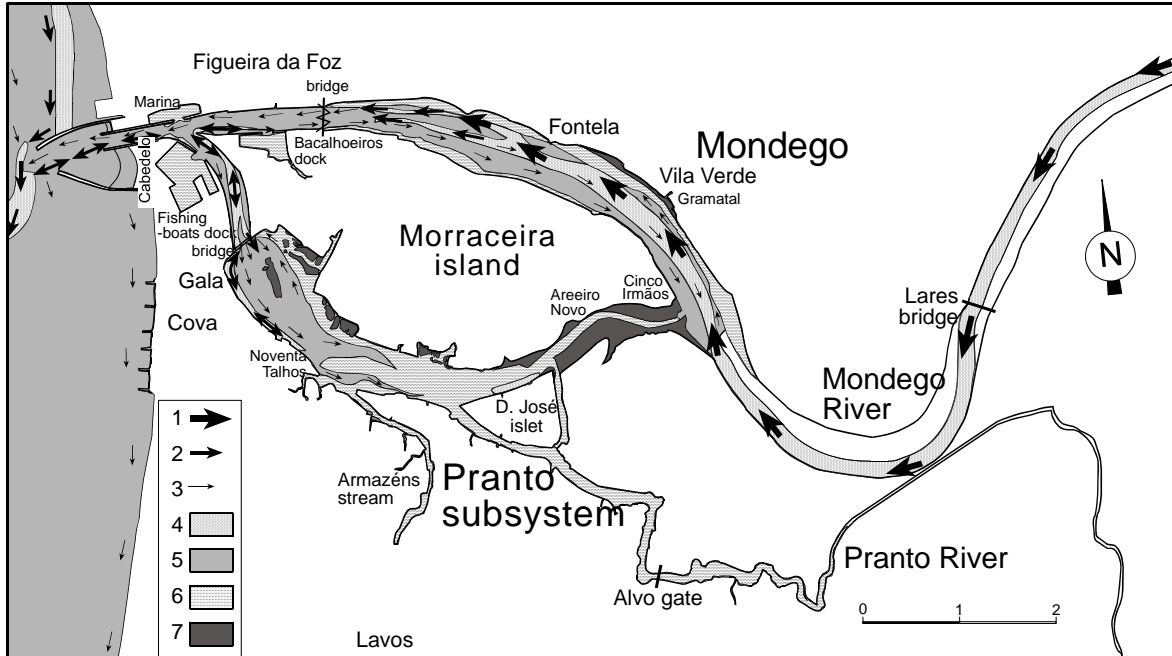 Figueira da Foz
bridge
Marina
Bacalhoeiros
dock
Cabedelo
Fontela
Mondego
Vila Verde
Gramatal
Fishing
-boats dock
bridge
Gala
Cova
Morraceira
island
Cinco
Irmãos
Areeiro
Novo
N
Lares
bridge
Noventa
Talhos
D. José
islet
Mondego
River
Armazéns
stream
Pranto
subsystem
Pranto River
Alvo gate
Lavos
0 1 2
1
2
3
4
5
6
7